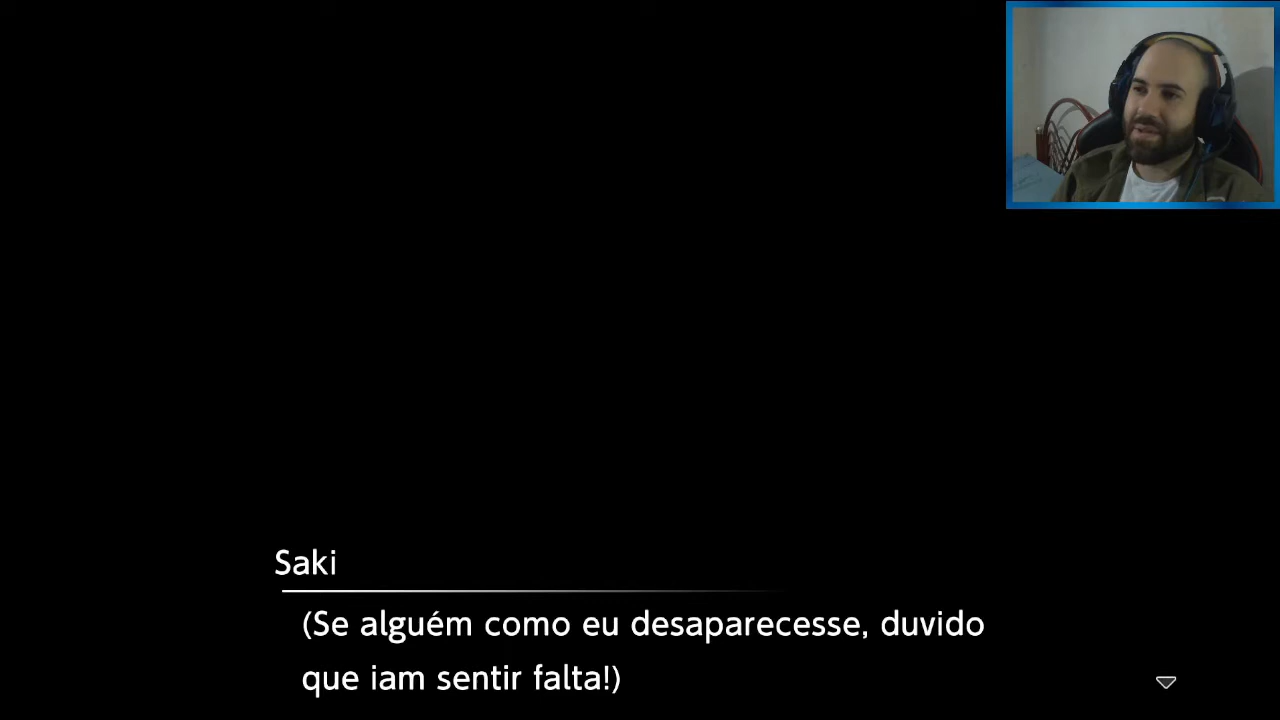 Saki
(Se alguém como eu desaparecesse, duvido
que iam sentir falta!)